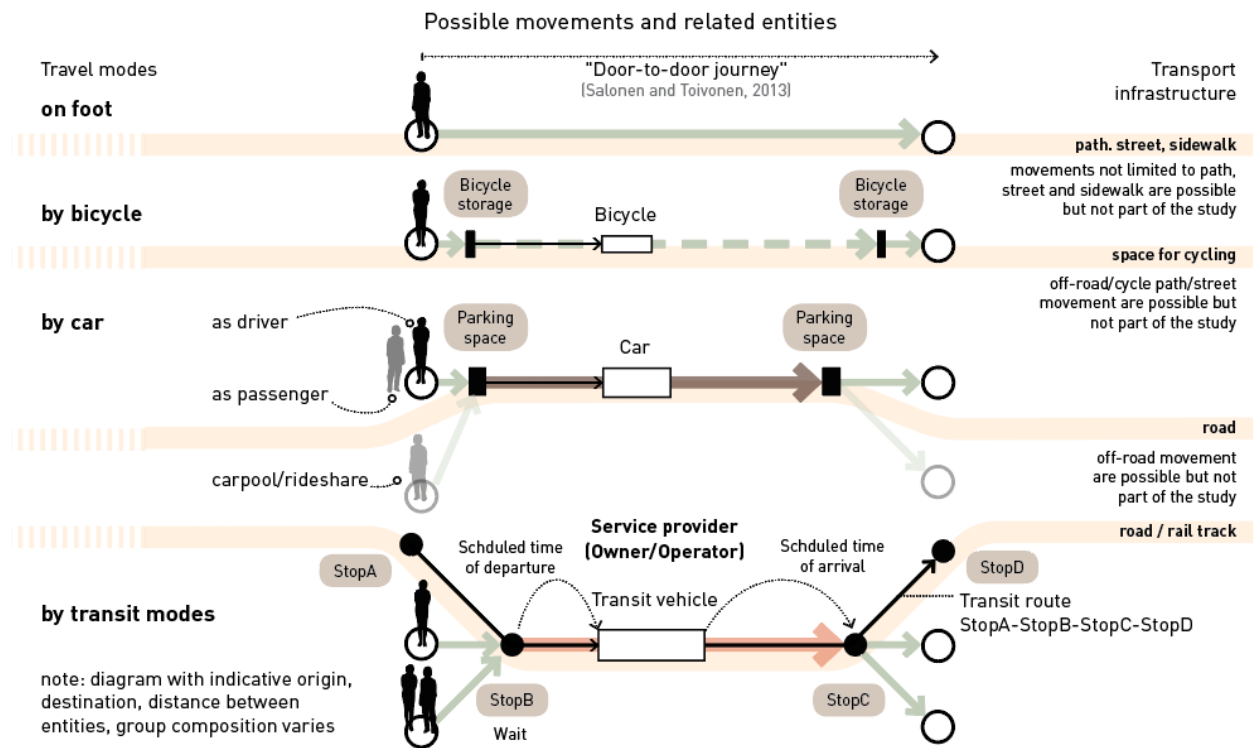 Possible movements and related entities
Travel modes
"Door-to-door journey"
(Salonen and Toivonen, 2013)
Transport
infrastructure
on foot
path. street, sidewalk
movements not limited to path,
street and sidewalk are possible
but not part of the study
by bicycle
Bicycle
storage
Bicycle
Bicycle
storage
space for cycling
off-road/cycle path/street
movement are possible but
not part of the study
by car
as driver
as passenger
carpool/rideshare
Parking
space
Car
Parking
space
road
off-road movement
are possible but not
part of the study
road / rail track
by transit modes
StopA
Schduled time
of departure
Service provider
(Owner/Operator)
Transit vehicle
Schduled time
of arrival
StopD
Transit route
StopA-StopB-StopC-StopD
StopB
Wait
StopC
note: diagram with indicative origin,
destination, distance between
entities, group composition varies